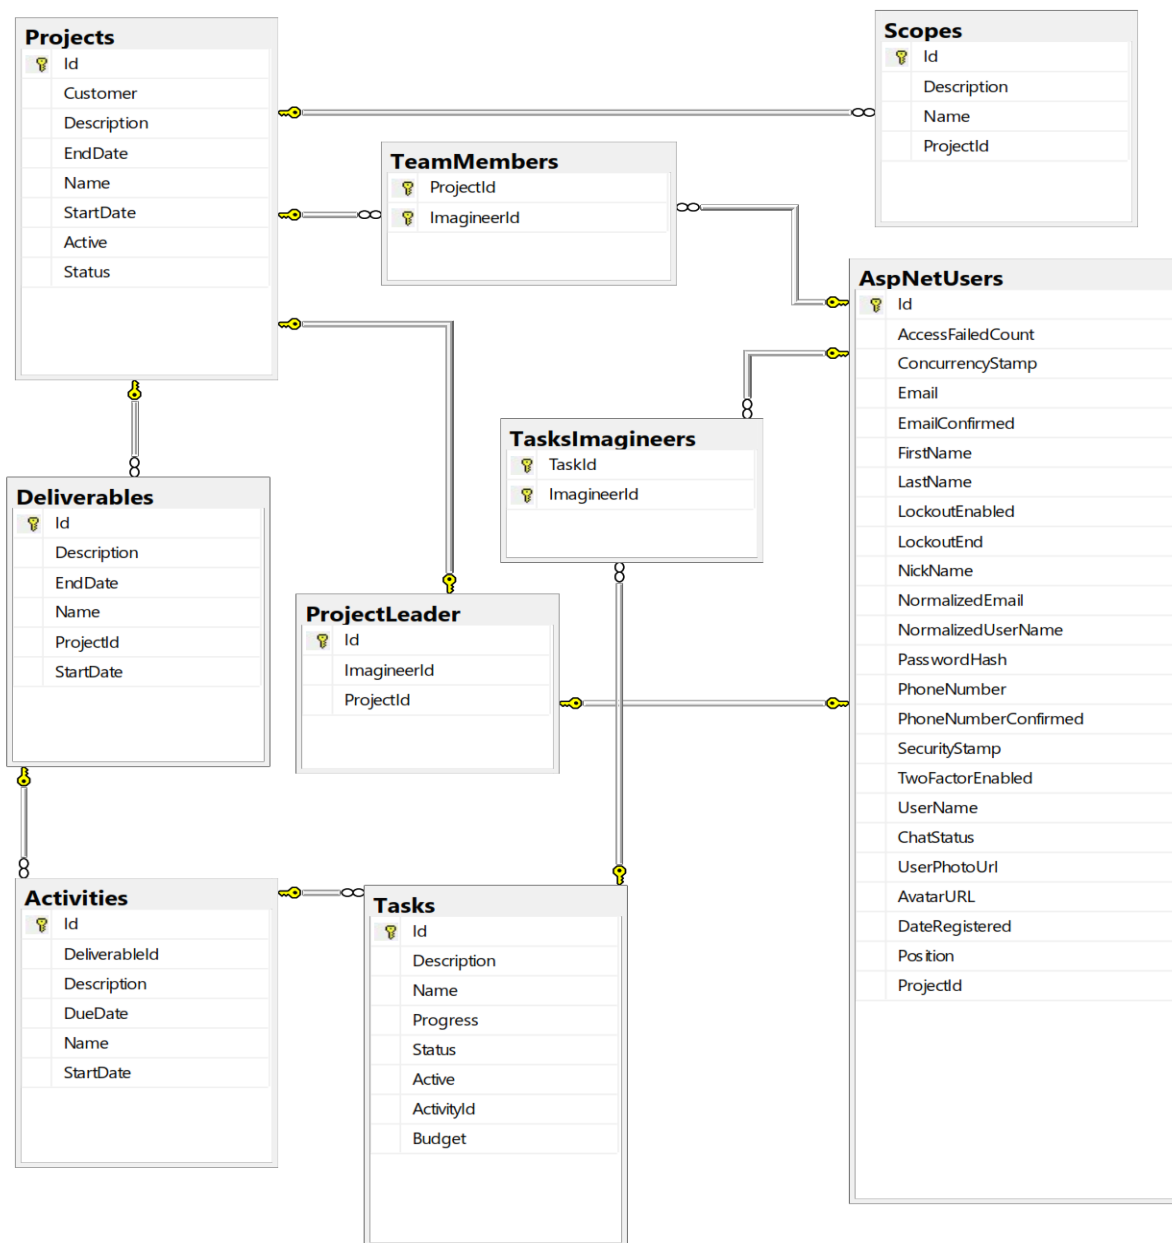 Projects
Id
Customer
Description
EndDate
Name
StartDate
Active
Status
Scopes
Id
Description
Name
ProjectId
TeamMembers
ProjectId
ImagineerId
AspNetUsers
Id
AccessFailedCount
ConcurrencyStamp
Email
EmailConfirmed
FirstName
LastName
LockoutEnabled
LockoutEnd
NickName
NormalizedEmail
NormalizedUserName
PasswordHash
PhoneNumber
PhoneNumberConfirmed
SecurityStamp
TwoFactorEnabled
UserName
ChatStatus
UserPhotoUrl
AvatarURL
DateRegistered
Position
ProjectId
TasksImagineers
TaskId
ImagineerId
Deliverables
Id
Description
EndDate
Name
ProjectId
StartDate
ProjectLeader
Id
ImagineerId
ProjectId
Activities
Id
DeliverableId
Description
DueDate
Name
StartDate
Tasks
Id
Description
Name
Progress
Status
Active
ActivityId
Budget